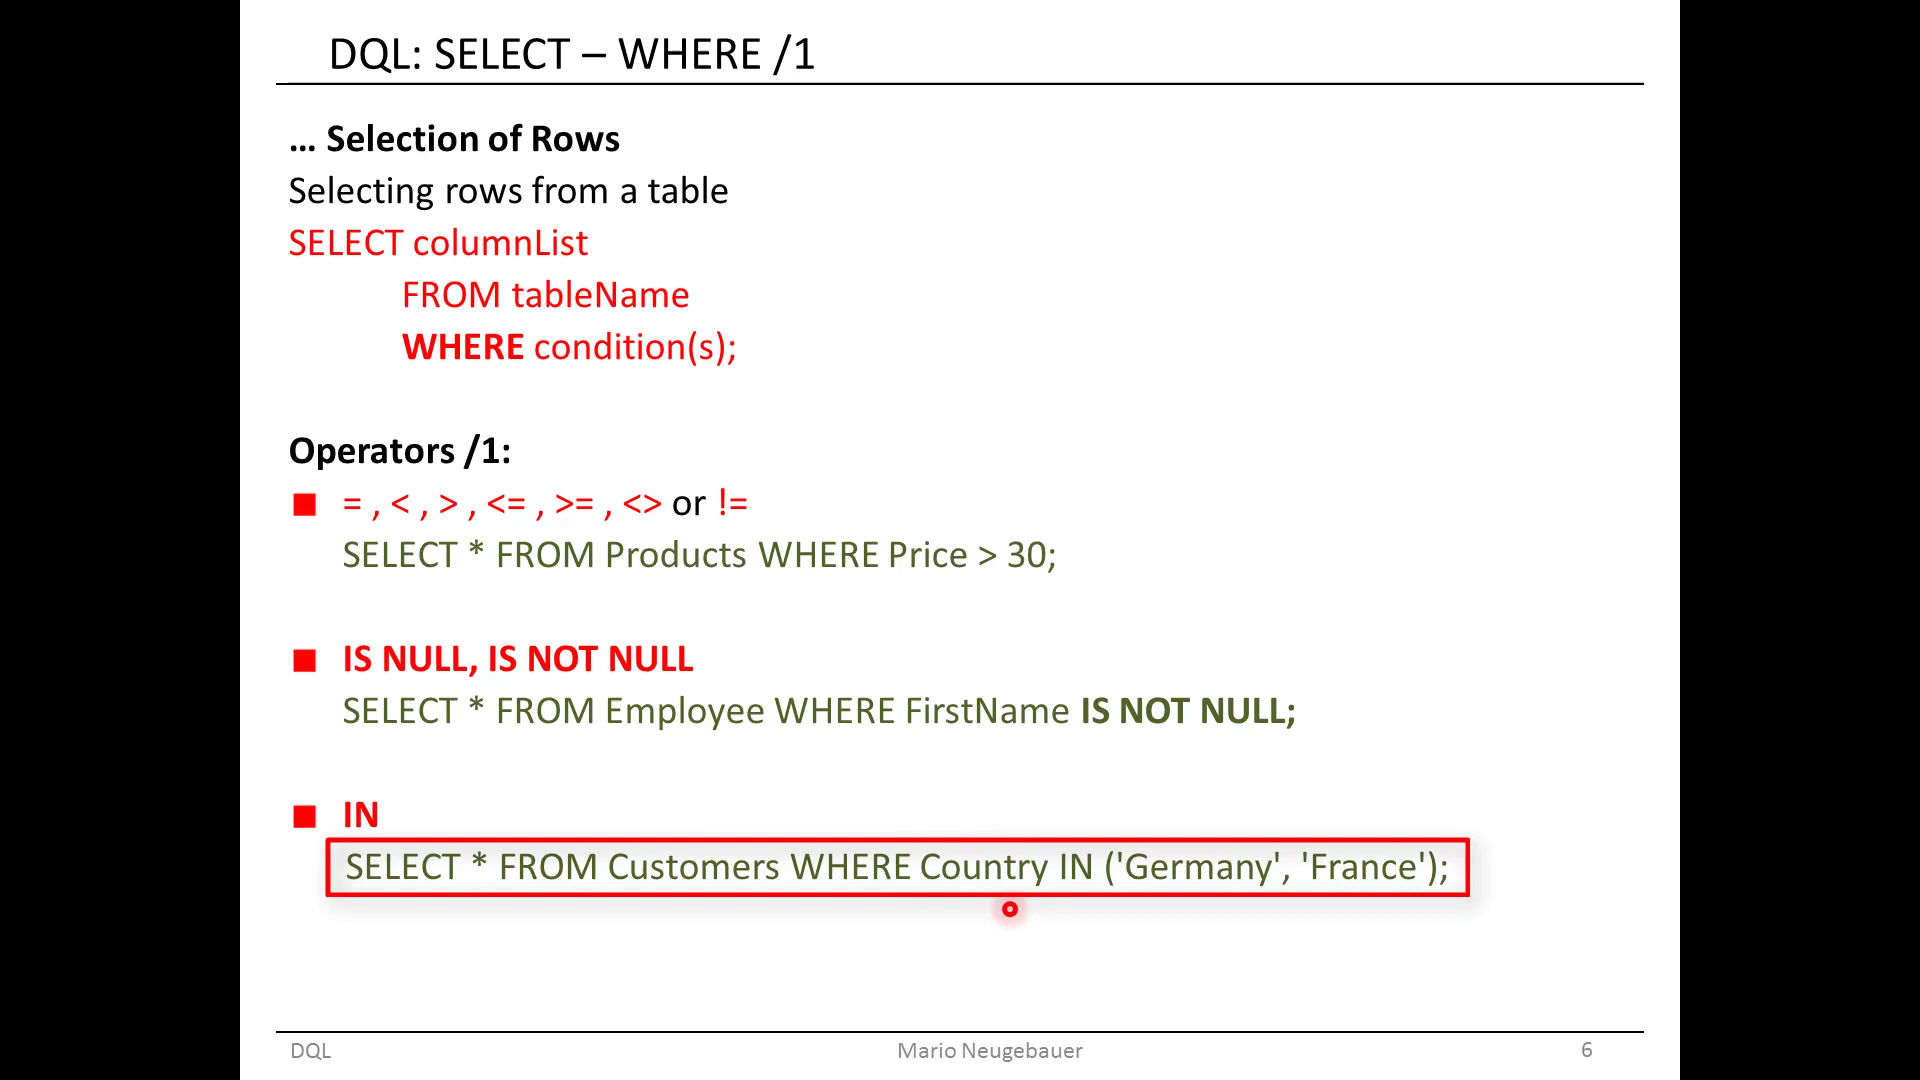 DQL: SELECT – WHERE /1
... Selection of Rows
Selecting rows from a table
SELECT columnList
FROM tableName
WHERE condition(s);
Operators /1:
= , < , > , <= , >= , <> or !=
SELECT * FROM Products WHERE Price > 30;
IS NULL, IS NOT NULL
SELECT * FROM Employee WHERE FirstName IS NOT NULL;
IN
SELECT * FROM Customers WHERE Country IN ('Germany', 'France');
DQL Mario Neugebauer 6